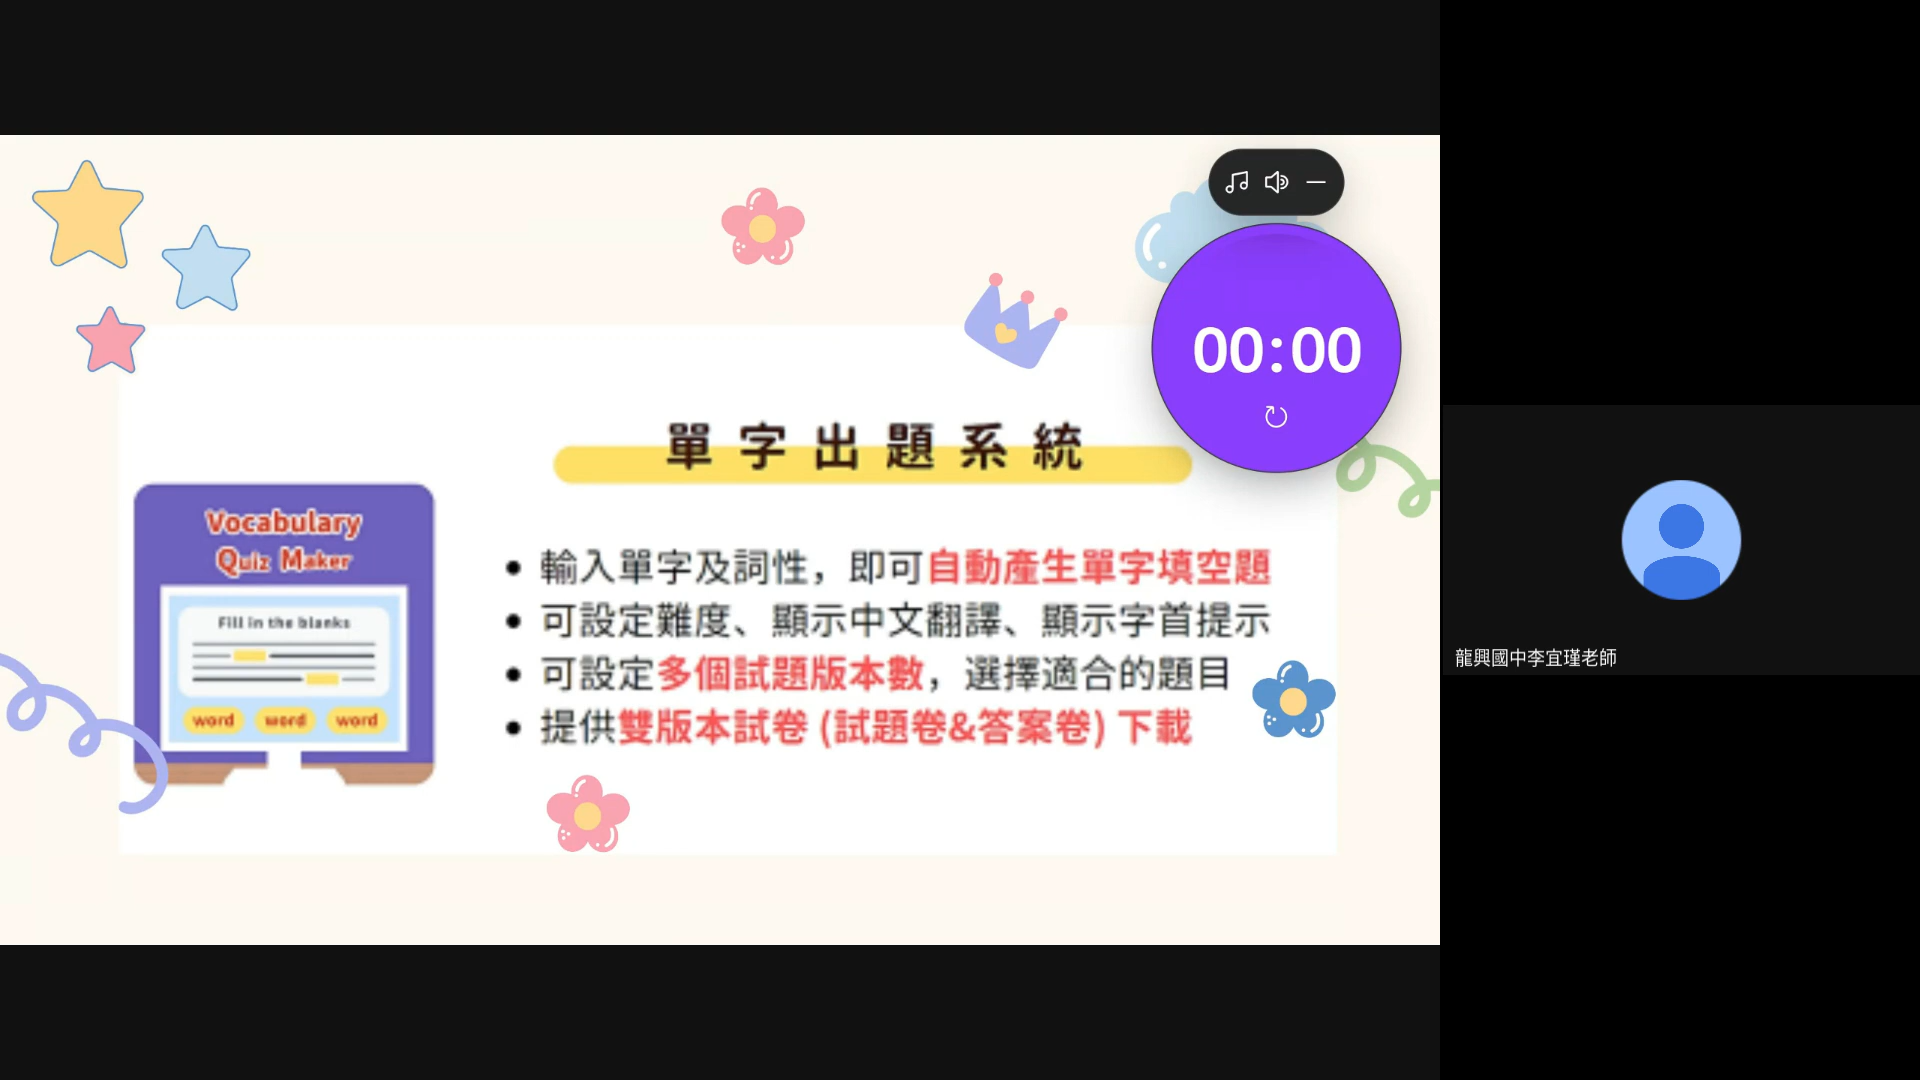 00:00
單字出題系統
Vocabulary
Quiz Maker
Fill in the blanks
word word word
• 輸入單字及詞性，即可自動產生單字填空題
• 可設定難度、顯示中文翻譯、顯示字首提示
• 可設定多個試題版本數，選擇適合的題目
• 提供雙版本試卷 (試題卷&答案卷) 下載
龍興國中李宜瑾老師